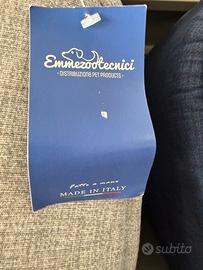 Emmezootecnici
- DISTRIBUZIONE PET PRODUCTS -
Fatto a mano
MADE IN ITALY
subito